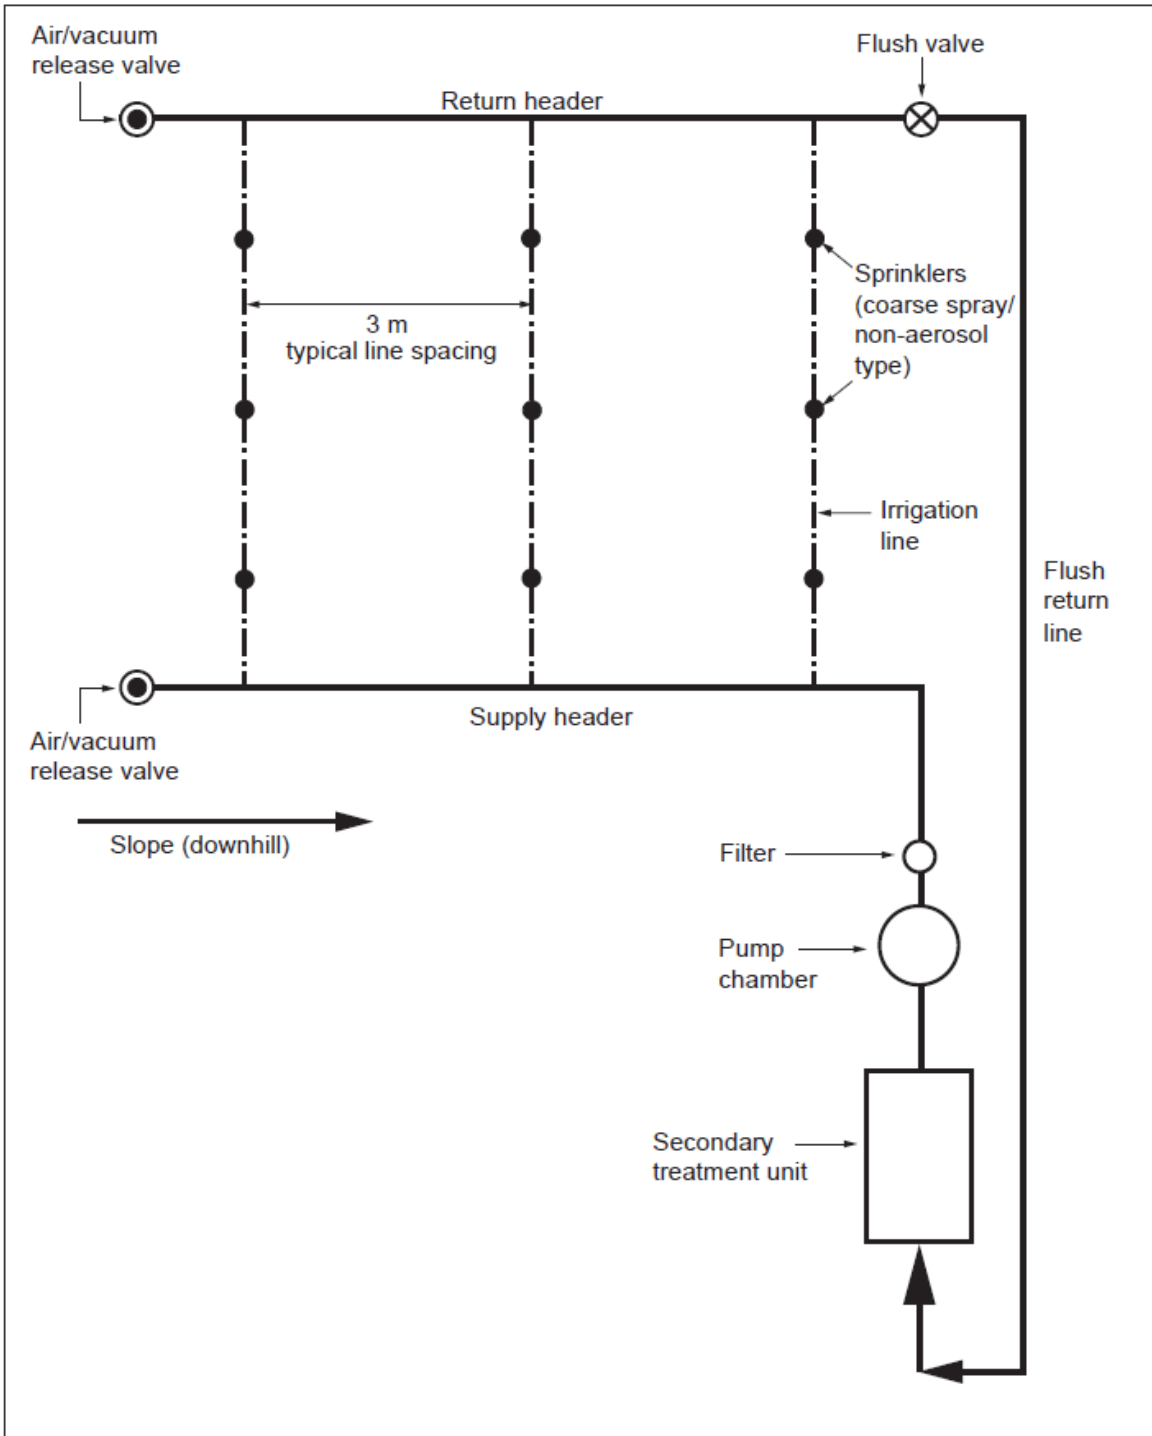 Air/vacuum
release valve
Flush valve
Return header
Sprinklers
(coarse spray/
non-aerosol
type)
3 m
typical line spacing
Irrigation
line
Flush
return
line
Supply header
Air/vacuum
release valve
Slope (downhill)
Filter
Pump
chamber
Secondary
treatment unit